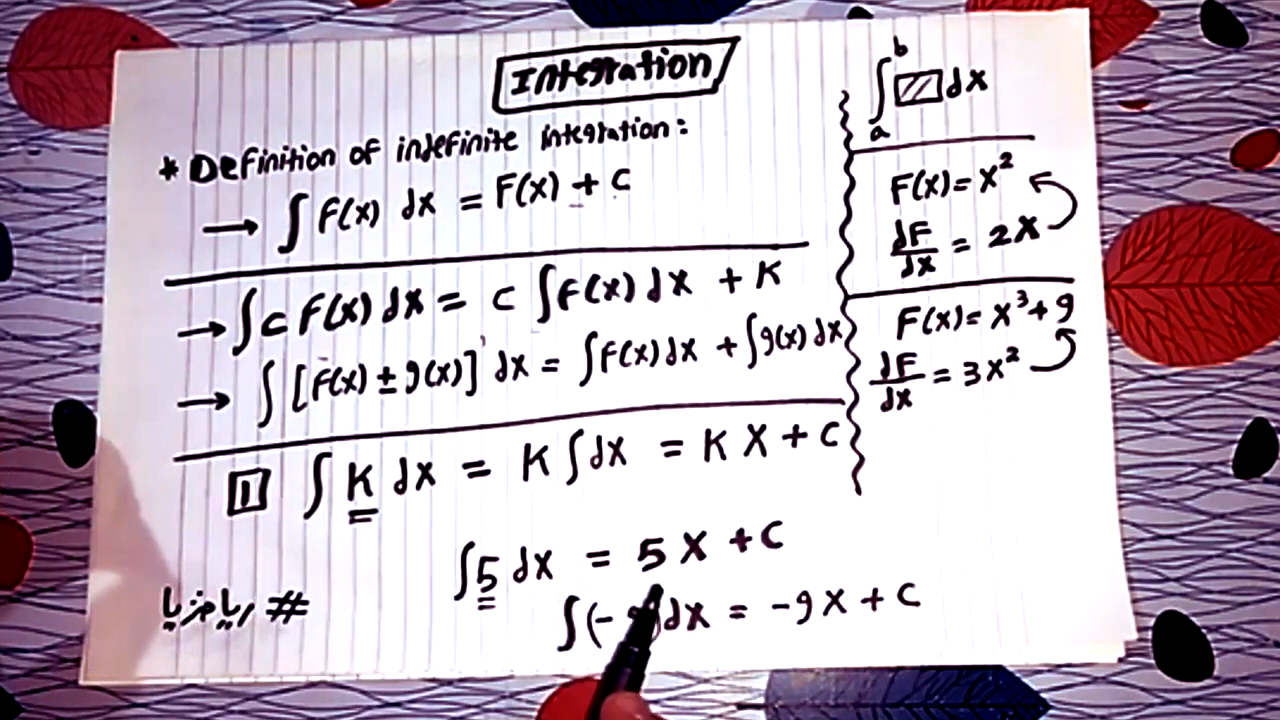 Integration
* Definition of indefinite integration:
→ ∫ F(x) dx = F(x) + C
→ ∫ C F(x) dx = C ∫ F(x) dx + K
→ ∫ [F(x) ± g(x)] dx = ∫ F(x) dx + ∫ g(x) dx
1 ∫ K dx = K ∫ dx = K X + C
∫ 5 dx = 5 X + C
∫ (- ) dx = -9 X + C
∫ₐᵇ dx
F(x) = x²
dF/dx = 2x
F(x) = x³ + 9
dF/dx = 3x²